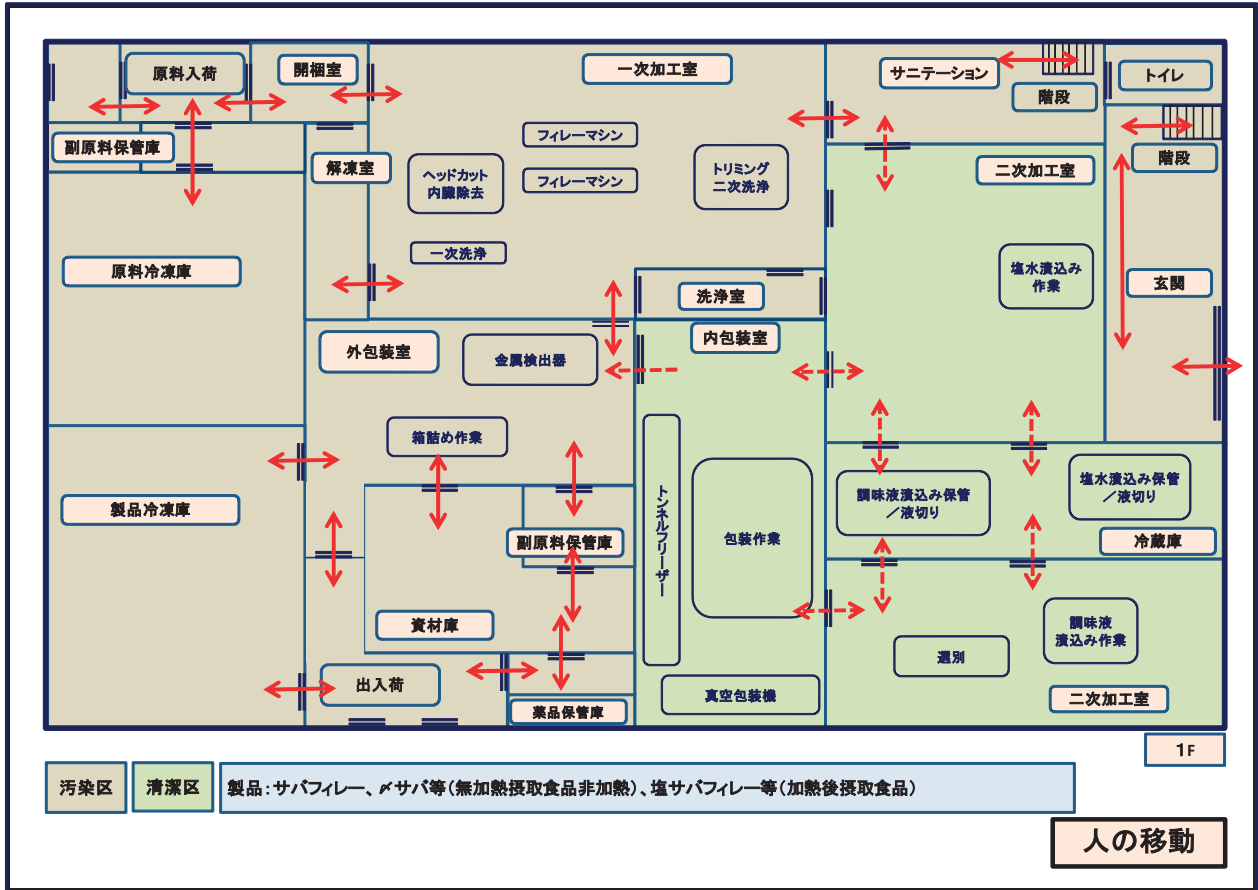 原料入荷
開梱室
一次加工室
サニテーション
階段
トイレ
副原料保管庫
解凍室
ヘッドカット
内臓除去
フィレーマシン
フィレーマシン
トリミング
二次洗浄
二次加工室
階段
一次洗浄
原料冷凍庫
塩水漬込み
作業
玄関
洗浄室
外包装室
金属検出器
内包装室
箱詰め作業
製品冷凍庫
副原料保管庫
トンネルフリーザー
包装作業
調味液漬込み保管
／液切り
塩水漬込み保管
／液切り
冷蔵庫
資材庫
調味液
漬込み作業
選別
出入荷
薬品保管庫
真空包装機
二次加工室
1F
汚染区
清潔区
製品：サバフィレー、〆サバ等（無加熱摂取食品非加熱）、塩サバフィレー等（加熱後摂取食品）
人の移動